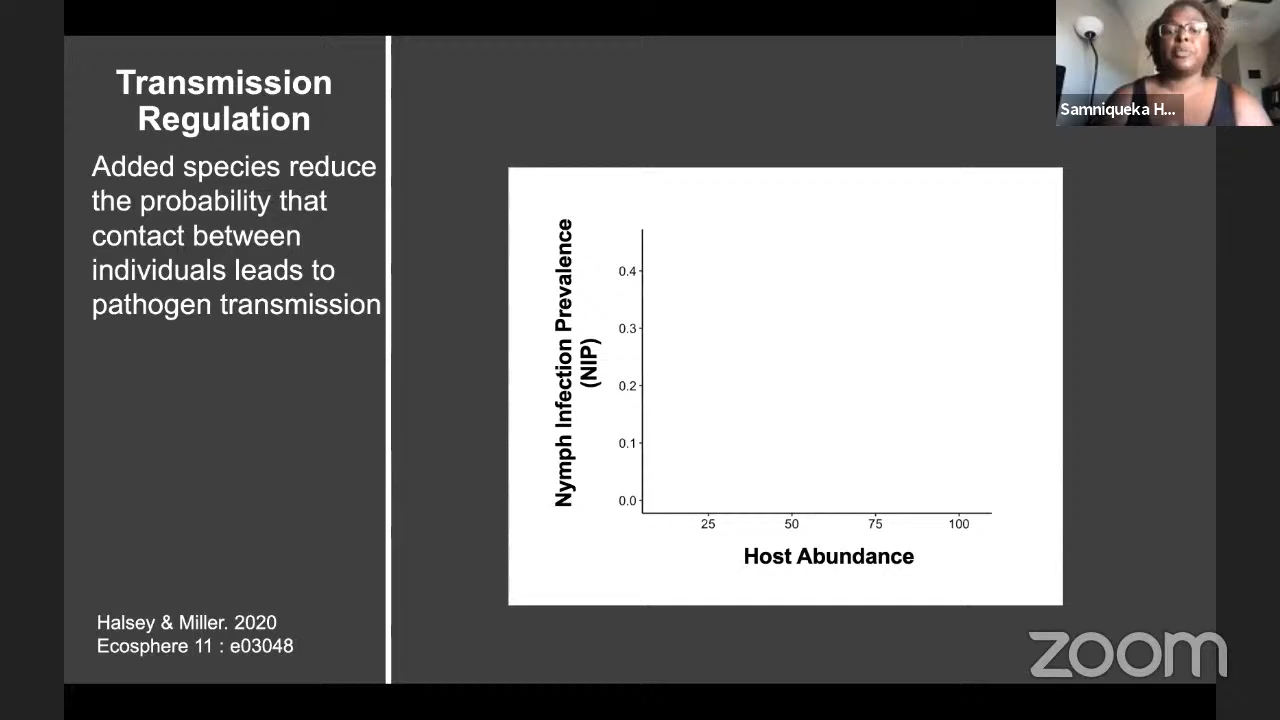 Transmission
Regulation
Added species reduce
the probability that
contact between
individuals leads to
pathogen transmission
Halsey & Miller. 2020
Ecosphere 11 : e03048
Nymph Infection Prevalence
(NIP)
0.4
0.3
0.2
0.1
0.0
25 50 75 100
Host Abundance
Samniqueka H...
zoom